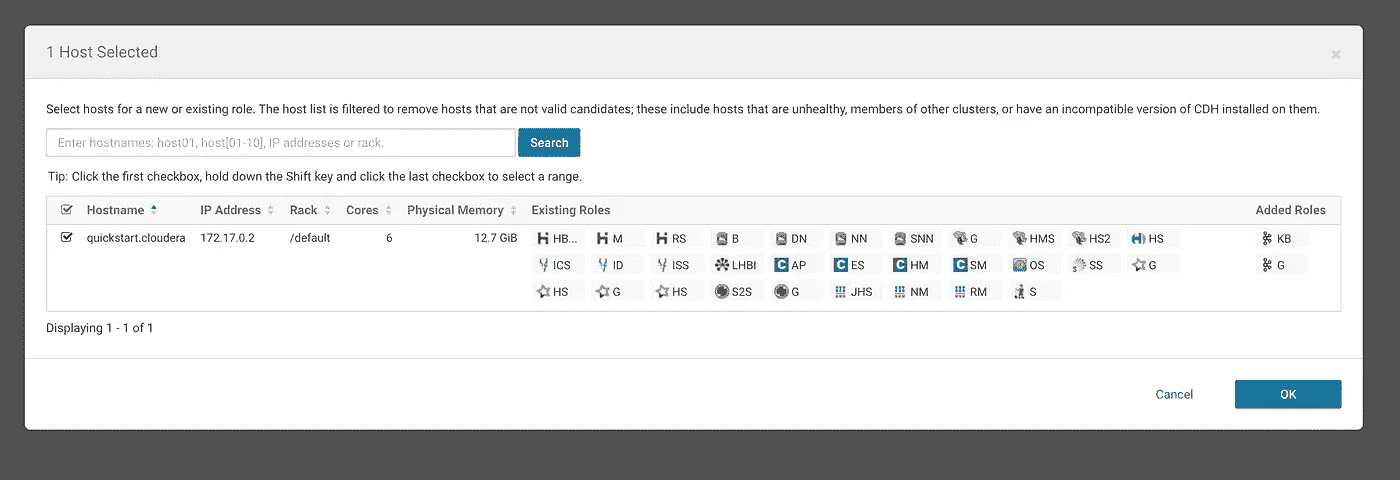 1 Host Selected
×
Select hosts for a new or existing role. The host list is filtered to remove hosts that are not valid candidates; these include hosts that are unhealthy, members of other clusters, or have an incompatible version of CDH installed on them.
Enter hostnames: host01, host[01-10], IP addresses or rack. Search
Tip: Click the first checkbox, hold down the Shift key and click the last checkbox to select a range.
Hostname IP Address Rack Cores Physical Memory Existing Roles Added Roles
quickstart.cloudera 172.17.0.2 /default 6 12.7 GiB HB... M RS B DN NN SNN G HMS HS2 HS KB
ICS ID ISS LHBI AP ES HM SM OS SS G G
HS G HS S2S G JHS NM RM S
Displaying 1 - 1 of 1
Cancel OK